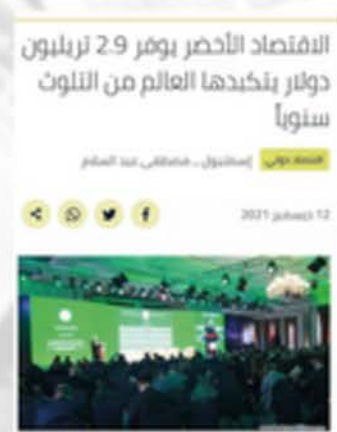 الاقتصاد الأخضر يوفر 2.9 تريليون
دولار يتكبدها العالم من التلوث
سنوياً
اقتصاد دولي
إسطنبول ــ مصطفى عبد السلام
12 ديسمبر 2021